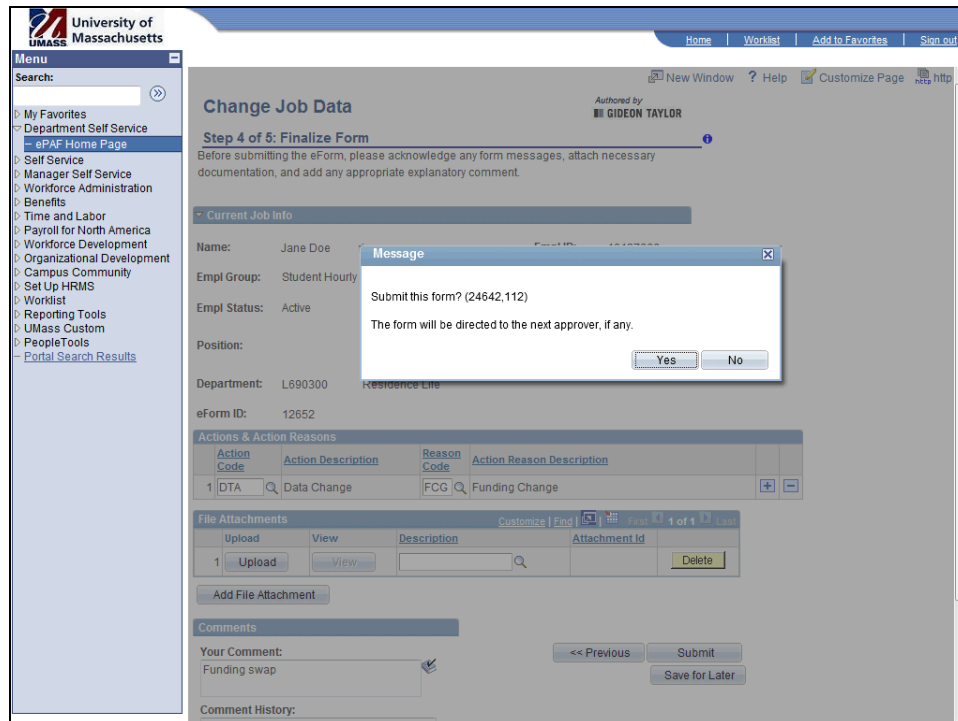 University of
Massachusetts
UMASS
Home | Worklist | Add to Favorites | Sign out
Menu
Search:
My Favorites
Department Self Service
ePAF Home Page
Self Service
Manager Self Service
Workforce Administration
Benefits
Time and Labor
Payroll for North America
Workforce Development
Organizational Development
Campus Community
Set Up HRMS
Worklist
Reporting Tools
UMass Custom
PeopleTools
Portal Search Results
New Window ? Help Customize Page http
Change Job Data
Authored by
GIDEON TAYLOR
Step 4 of 5: Finalize Form
Before submitting the eForm, please acknowledge any form messages, attach necessary
documentation, and add any appropriate explanatory comment.
Current Job Info
Name: Jane Doe
Empl Group: Student Hourly
Empl Status: Active
Position:
Department: L690300 Residence Life
eForm ID: 12652
Message
Submit this form? (24642,112)
The form will be directed to the next approver, if any.
Yes No
Actions & Action Reasons
Action Code Action Description Reason Code Action Reason Description
1 DTA Data Change FCG Funding Change
File Attachments Customize | Find | First 1 of 1 Last
Upload View Description Attachment Id
1 Upload View Delete
Add File Attachment
Comments
Your Comment:
Funding swap
<< Previous Submit
Save for Later
Comment History: